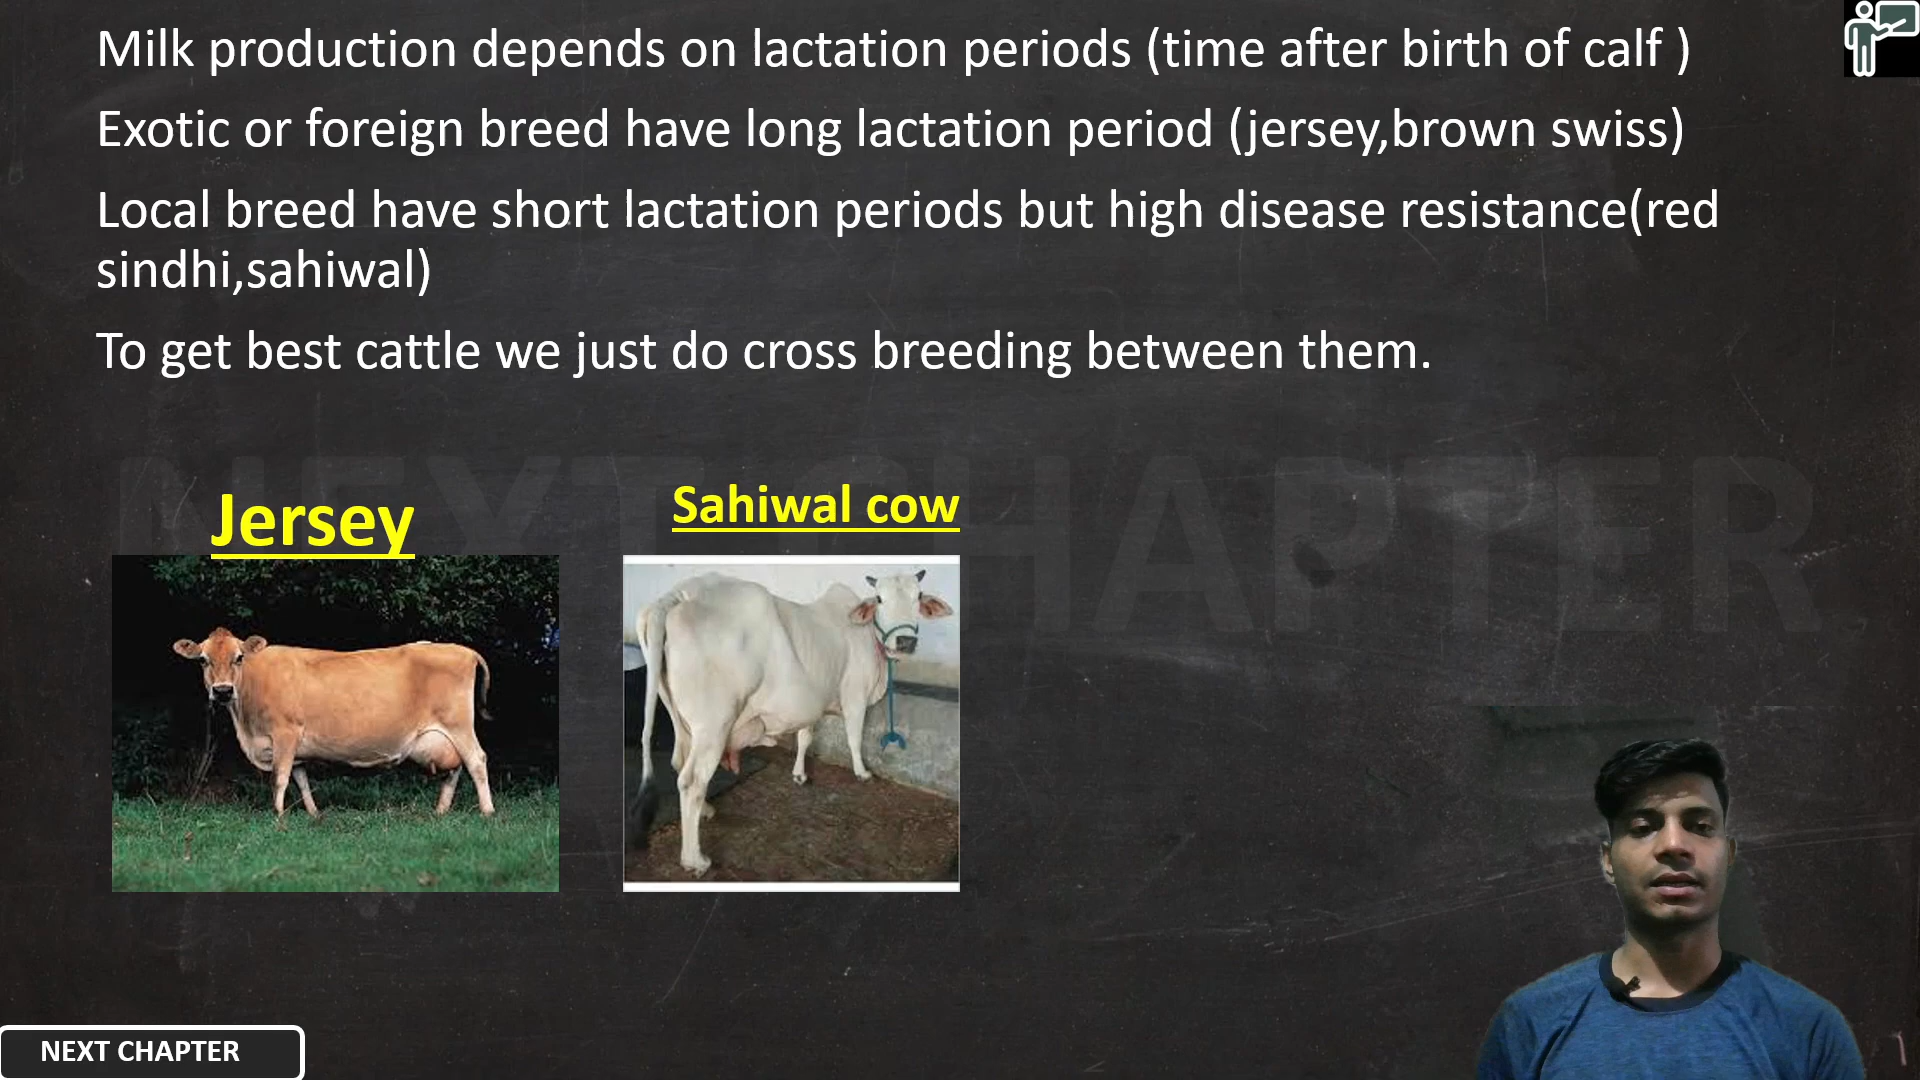 Milk production depends on lactation periods (time after birth of calf )
Exotic or foreign breed have long lactation period (jersey,brown swiss)
Local breed have short lactation periods but high disease resistance(red
sindhi,sahiwal)
To get best cattle we just do cross breeding between them.
NEXT CHAPTER
Jersey
Sahiwal cow
NEXT CHAPTER